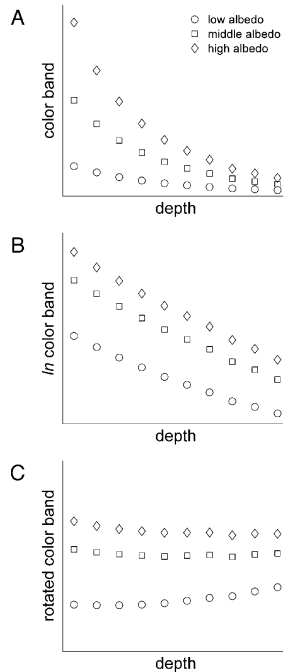 A
low albedo
middle albedo
high albedo
color band
depth
B
ln color band
depth
C
rotated color band
depth